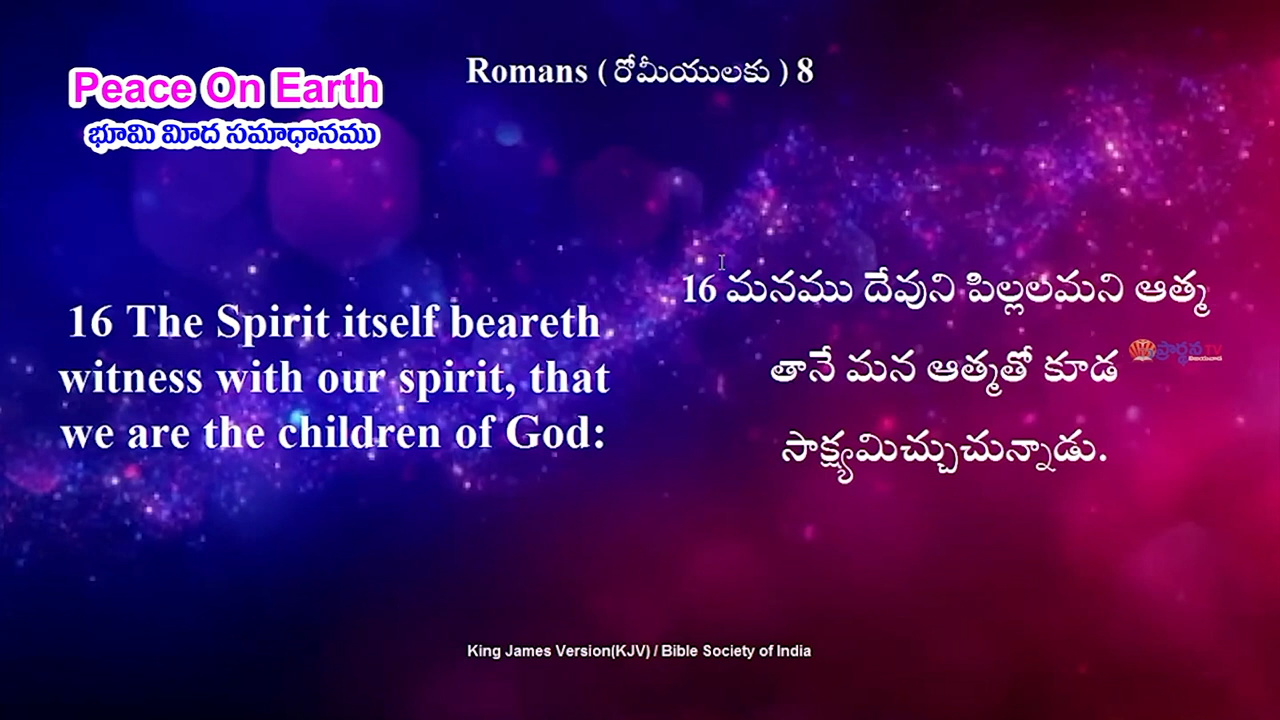 Peace On Earth
భూమి మీద సమాధానము
Romans ( రోమీయులకు ) 8
16 The Spirit itself beareth
witness with our spirit, that
we are the children of God:
16 మనము దేవుని పిల్లలమని ఆత్మ
తానే మన ఆత్మతో కూడ
సాక్ష్యమిచ్చుచున్నాడు.
ప్రార్థన TV
King James Version(KJV) / Bible Society of India